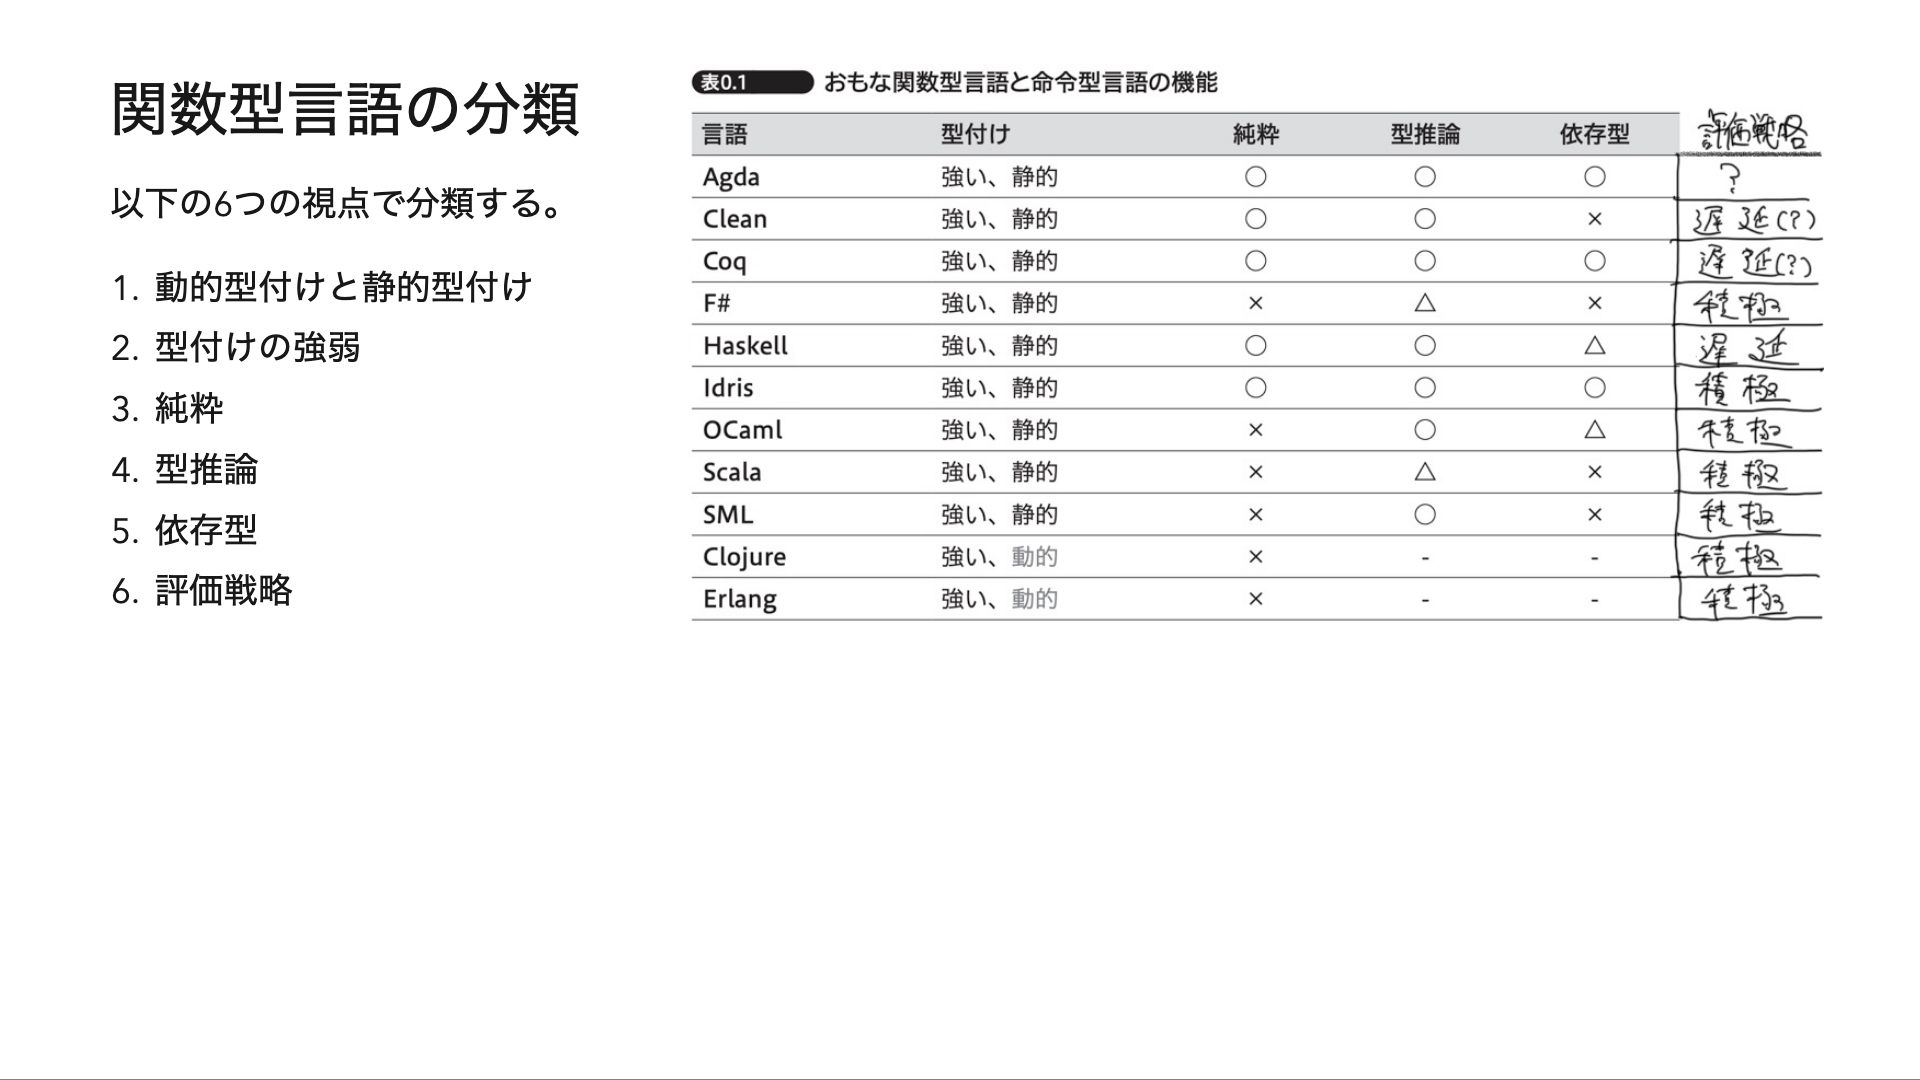 関数型言語の分類
以下の6つの視点で分類する。
1. 動的型付けと静的型付け
2. 型付けの強弱
3. 純粋
4. 型推論
5. 依存型
6. 評価戦略
表0.1 おもな関数型言語と命令型言語の機能
言語 型付け 純粋 型推論 依存型 評価戦略
Agda 強い、静的 ○ ○ ○ ?
Clean 強い、静的 ○ ○ × 遅延(?)
Coq 強い、静的 ○ ○ ○ 遅延(?)
F# 強い、静的 × △ × 積極
Haskell 強い、静的 ○ ○ △ 遅延
Idris 強い、静的 ○ ○ ○ 積極
OCaml 強い、静的 × ○ △ 積極
Scala 強い、静的 × △ × 積極
SML 強い、静的 × ○ × 積極
Clojure 強い、動的 × - - 積極
Erlang 強い、動的 × - - 積極